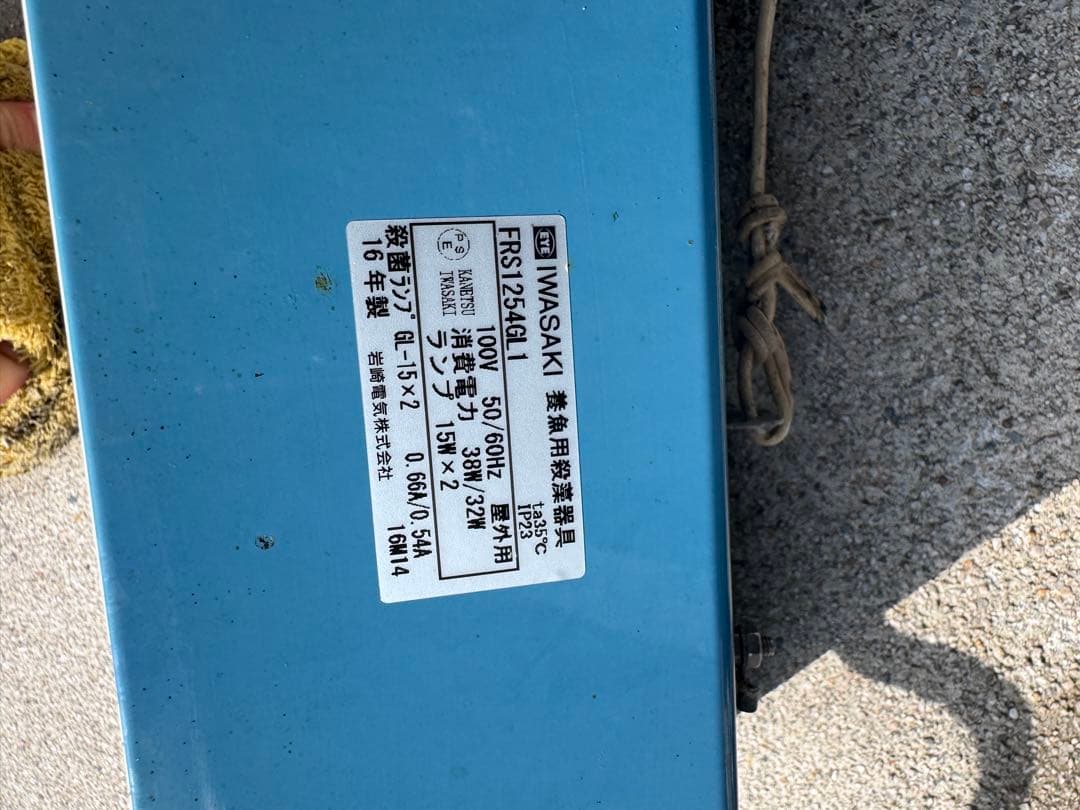 EYE IWASAKI 養魚用殺藻器具
FRS1254GL1 ta35℃
IP23
PSE KANETSU IWASAKI
100V 50/60Hz 屋外用
消費電力 38W/32W
ランプ 15W×2
殺菌ランプ GL-15×2 0.66A/0.54A
16年製 岩崎電気株式会社 16M14